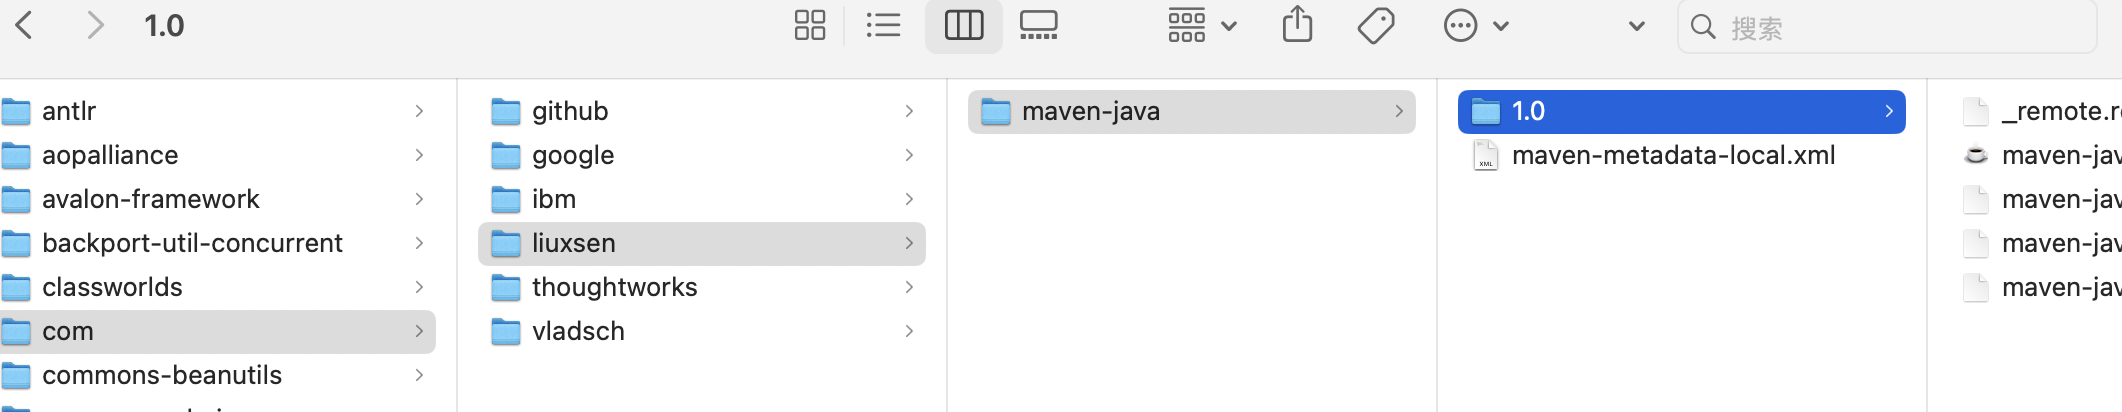 1.0
搜索
antlr
aopalliance
avalon-framework
backport-util-concurrent
classworlds
com
commons-beanutils
github
google
ibm
liuxsen
thoughtworks
vladsch
maven-java
1.0
maven-metadata-local.xml
XML
_remote.re
maven-jav
maven-jav
maven-jav
maven-jav